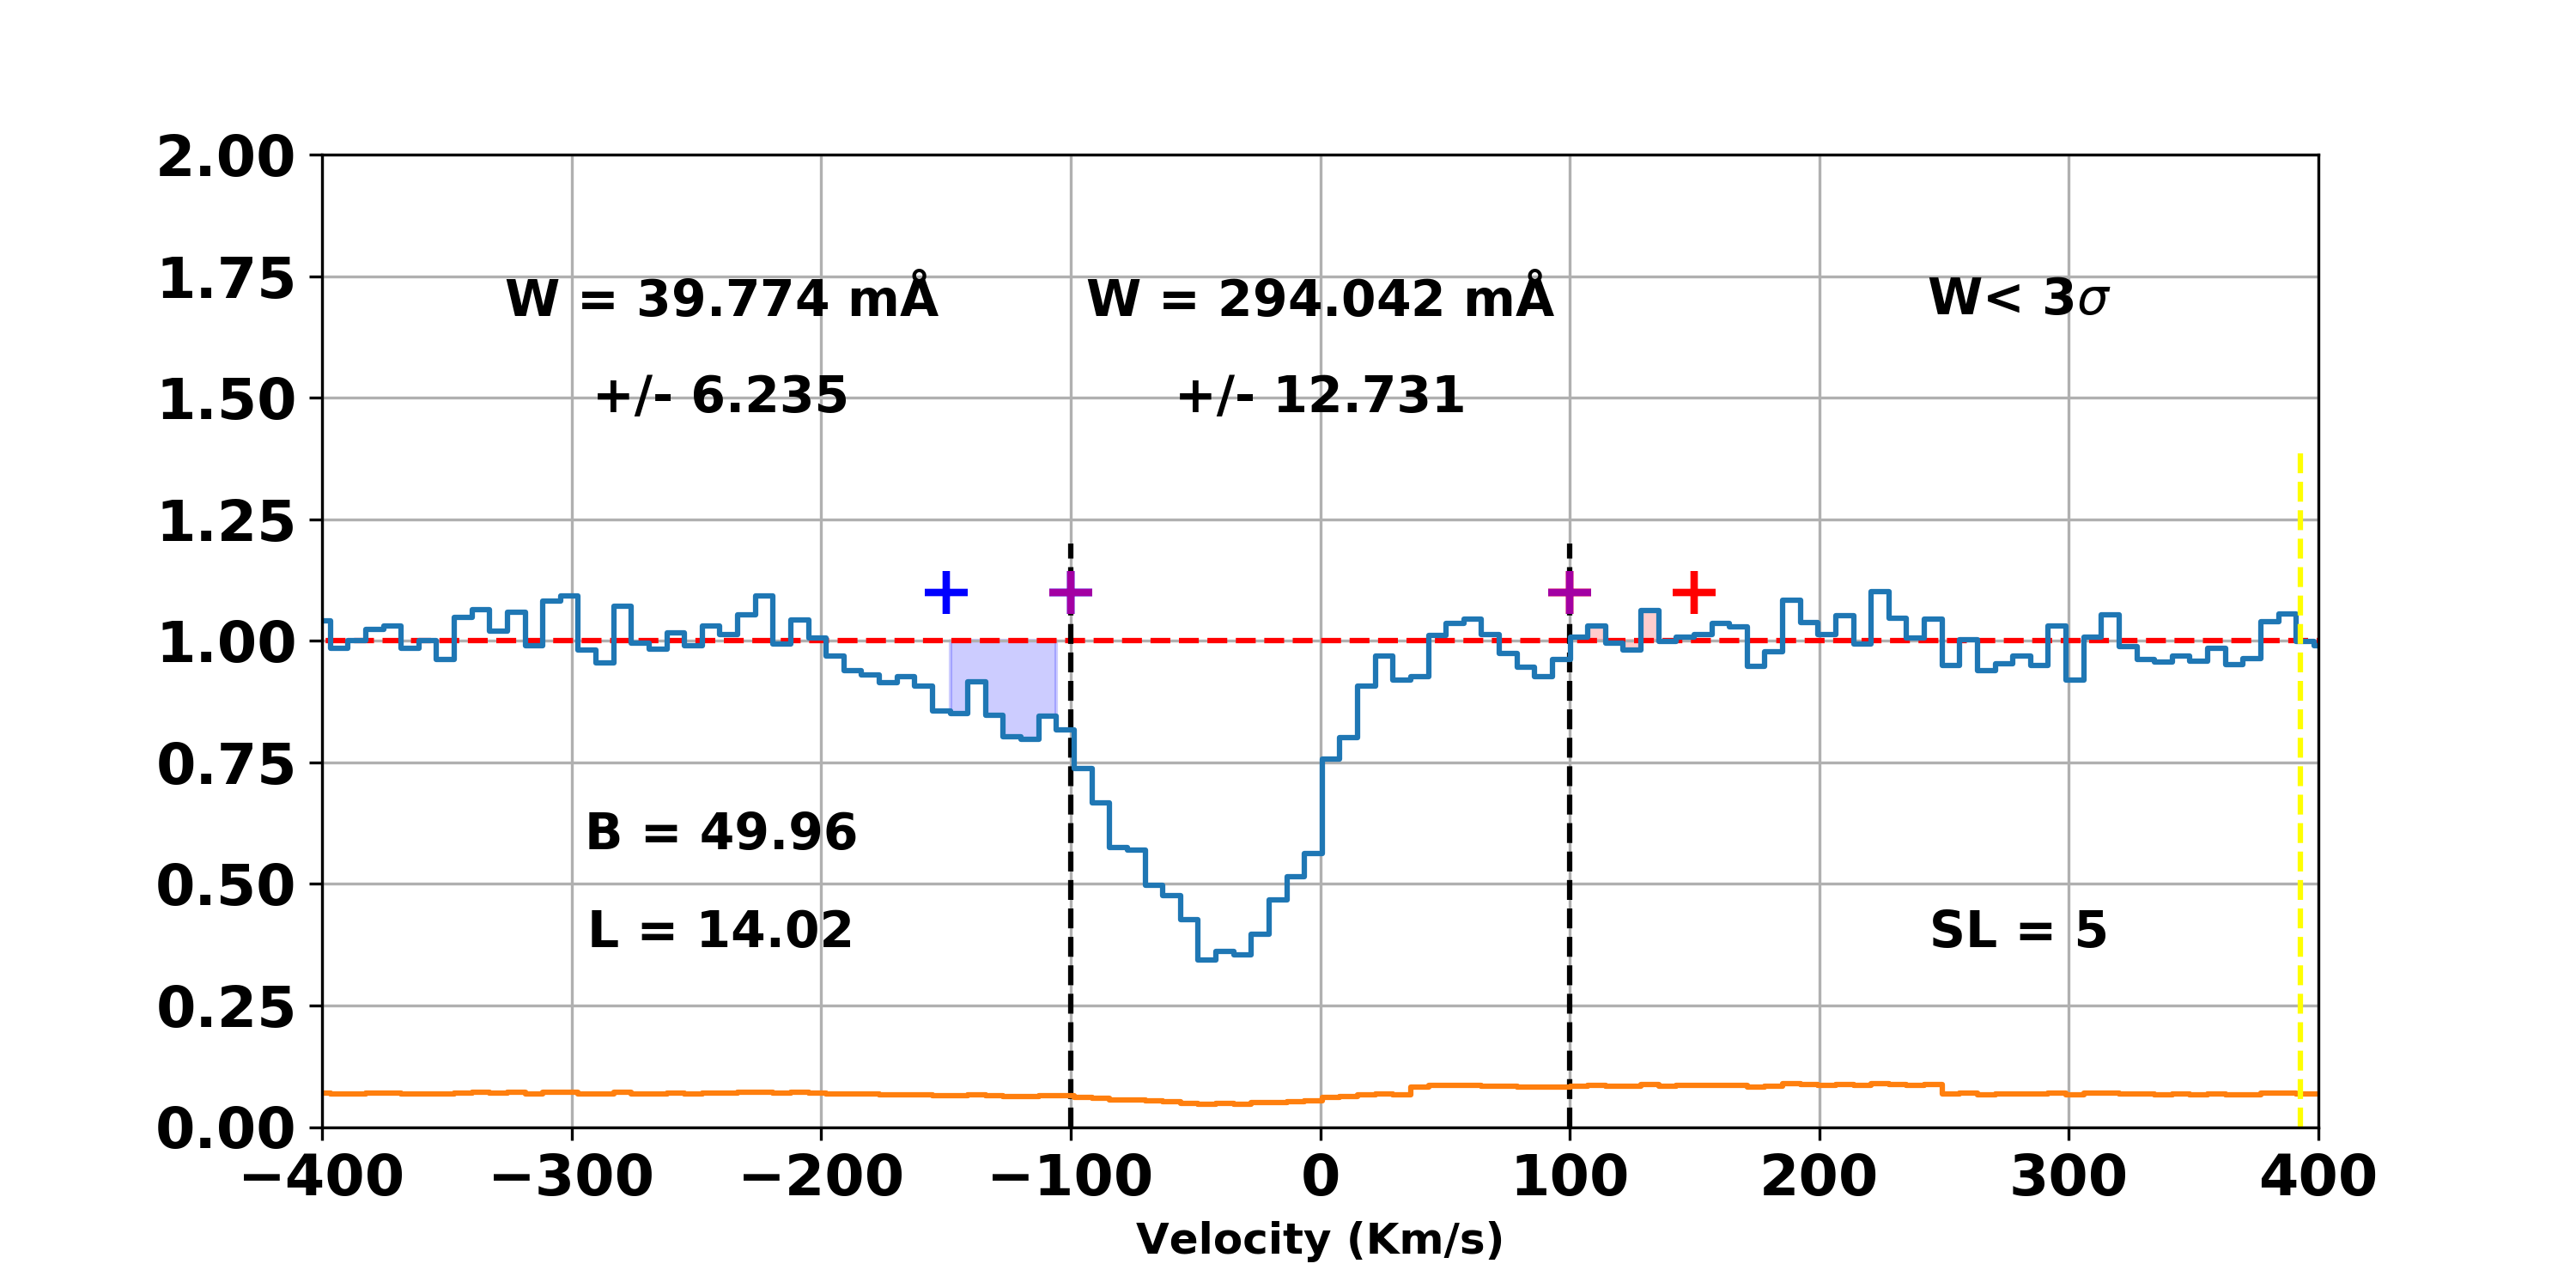 2.00
1.75
W = 39.774 mÅ W = 294.042 mÅ W< 3σ
1.50
+/- 6.235 +/- 12.731
1.25
1.00
0.75
B = 49.96
0.50
L = 14.02 SL = 5
0.25
0.00
−400 −300 −200 −100 0 100 200 300 400
Velocity (Km/s)